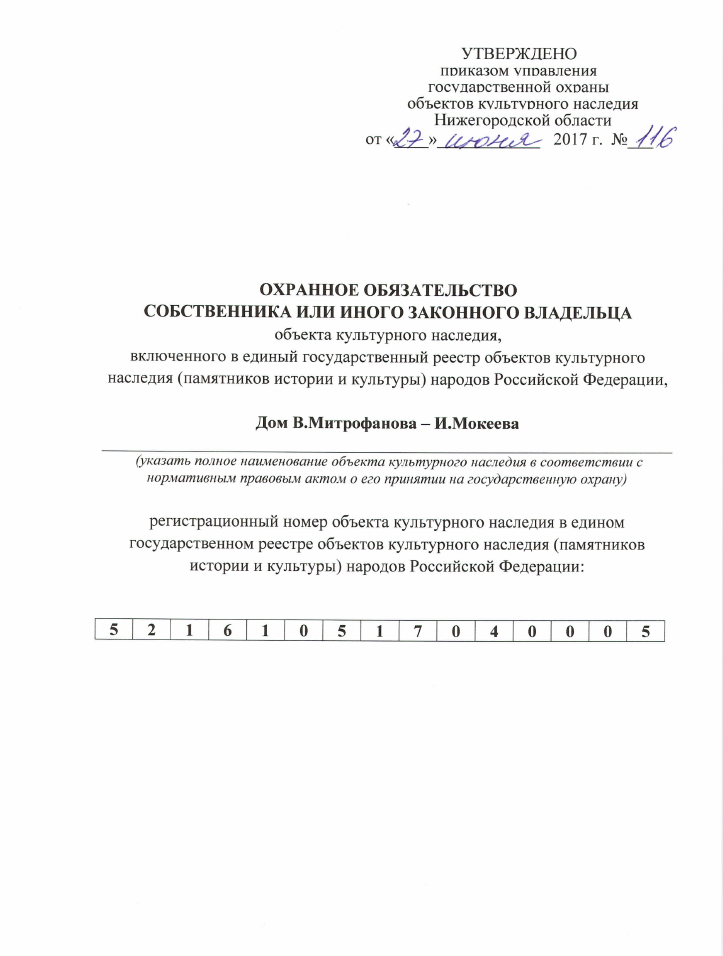 УТВЕРЖДЕНО
приказом управления
государственной охраны
объектов культурного наследия
Нижегородской области
от «27» июня 2017 г. № 116
ОХРАННОЕ ОБЯЗАТЕЛЬСТВО
СОБСТВЕННИКА ИЛИ ИНОГО ЗАКОННОГО ВЛАДЕЛЬЦА
объекта культурного наследия,
включенного в единый государственный реестр объектов культурного
наследия (памятников истории и культуры) народов Российской Федерации,
Дом В.Митрофанова – И.Мокеева
(указать полное наименование объекта культурного наследия в соответствии с
нормативным правовым актом о его принятии на государственную охрану)
регистрационный номер объекта культурного наследия в едином
государственном реестре объектов культурного наследия (памятников
истории и культуры) народов Российской Федерации:
5 2 1 6 1 0 5 1 7 0 4 0 0 0 5